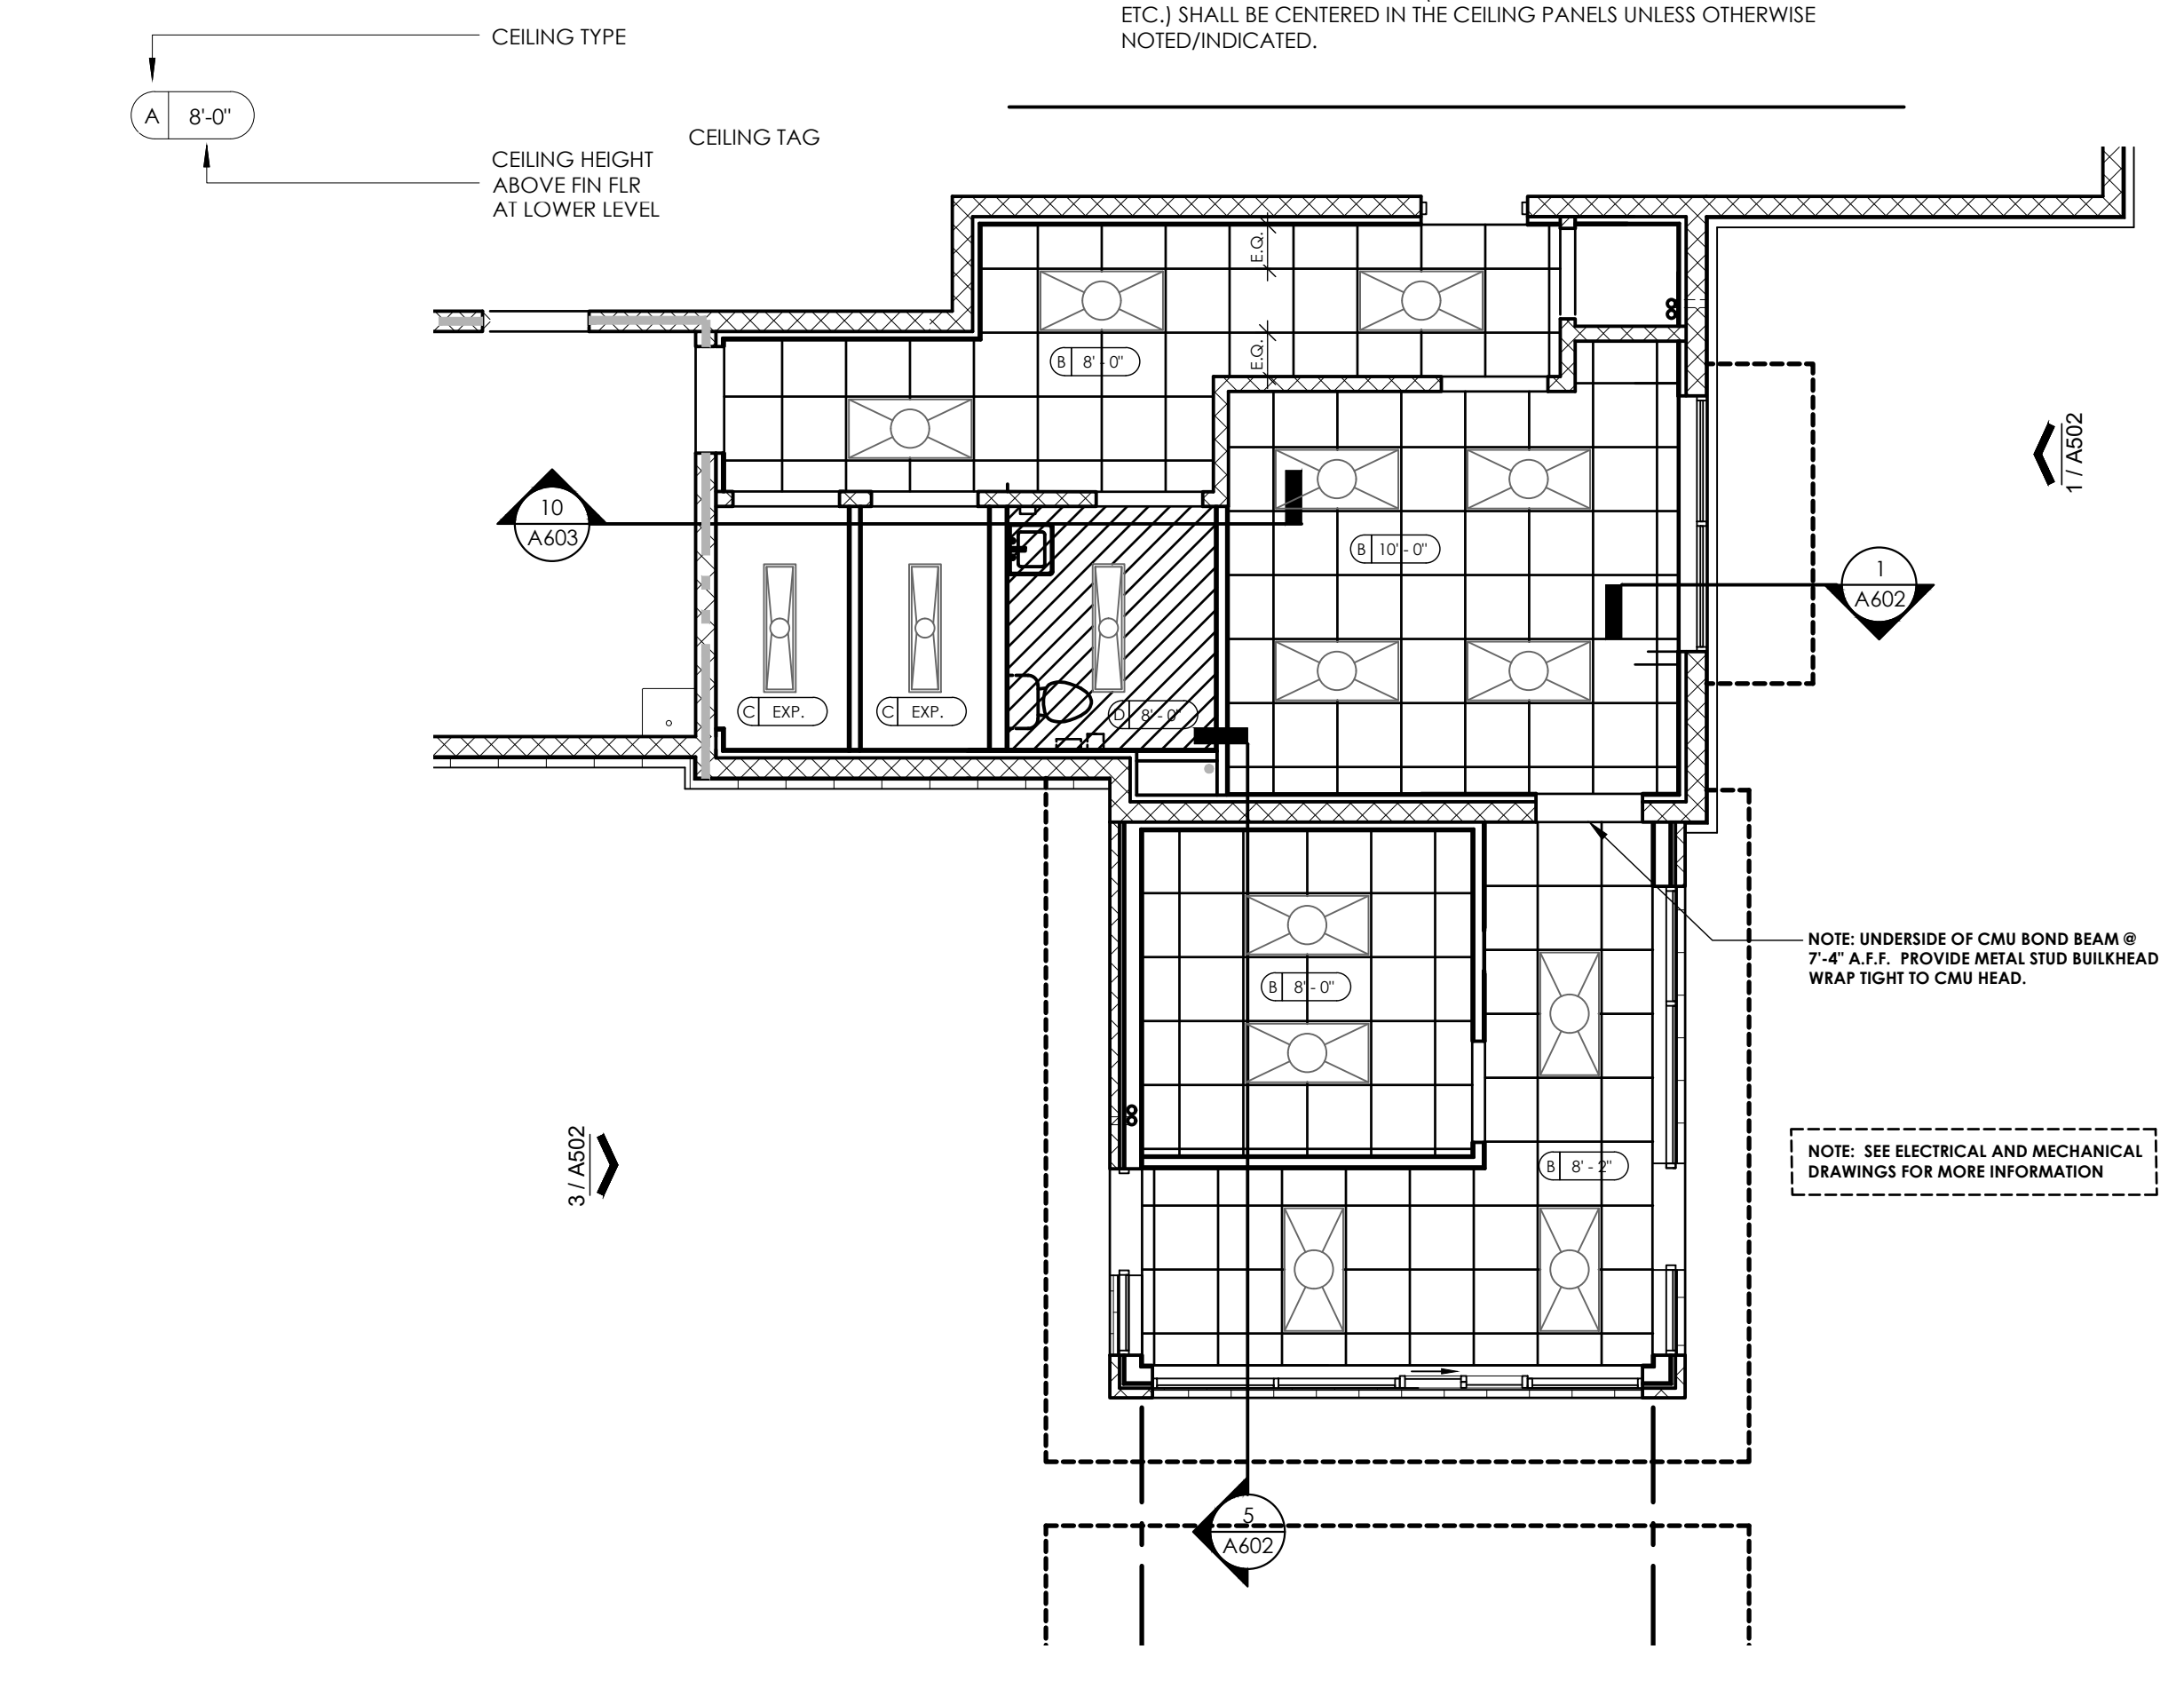 ETC.) SHALL BE CENTERED IN THE CEILING PANELS UNLESS OTHERWISE
NOTED/INDICATED.
CEILING TYPE
A 8'-0"
CEILING TAG
CEILING HEIGHT
ABOVE FIN FLR
AT LOWER LEVEL
E.Q.
B 8' - 0"
E.Q.
1 / A502
10
A603
B 10' - 0"
1
A602
C EXP.
C EXP.
D 8' - 0"
NOTE: UNDERSIDE OF CMU BOND BEAM @
7'-4" A.F.F. PROVIDE METAL STUD BUILKHEAD
WRAP TIGHT TO CMU HEAD.
B 8' - 0"
3 / A502
B 8' - 2"
NOTE: SEE ELECTRICAL AND MECHANICAL
DRAWINGS FOR MORE INFORMATION
5
A602